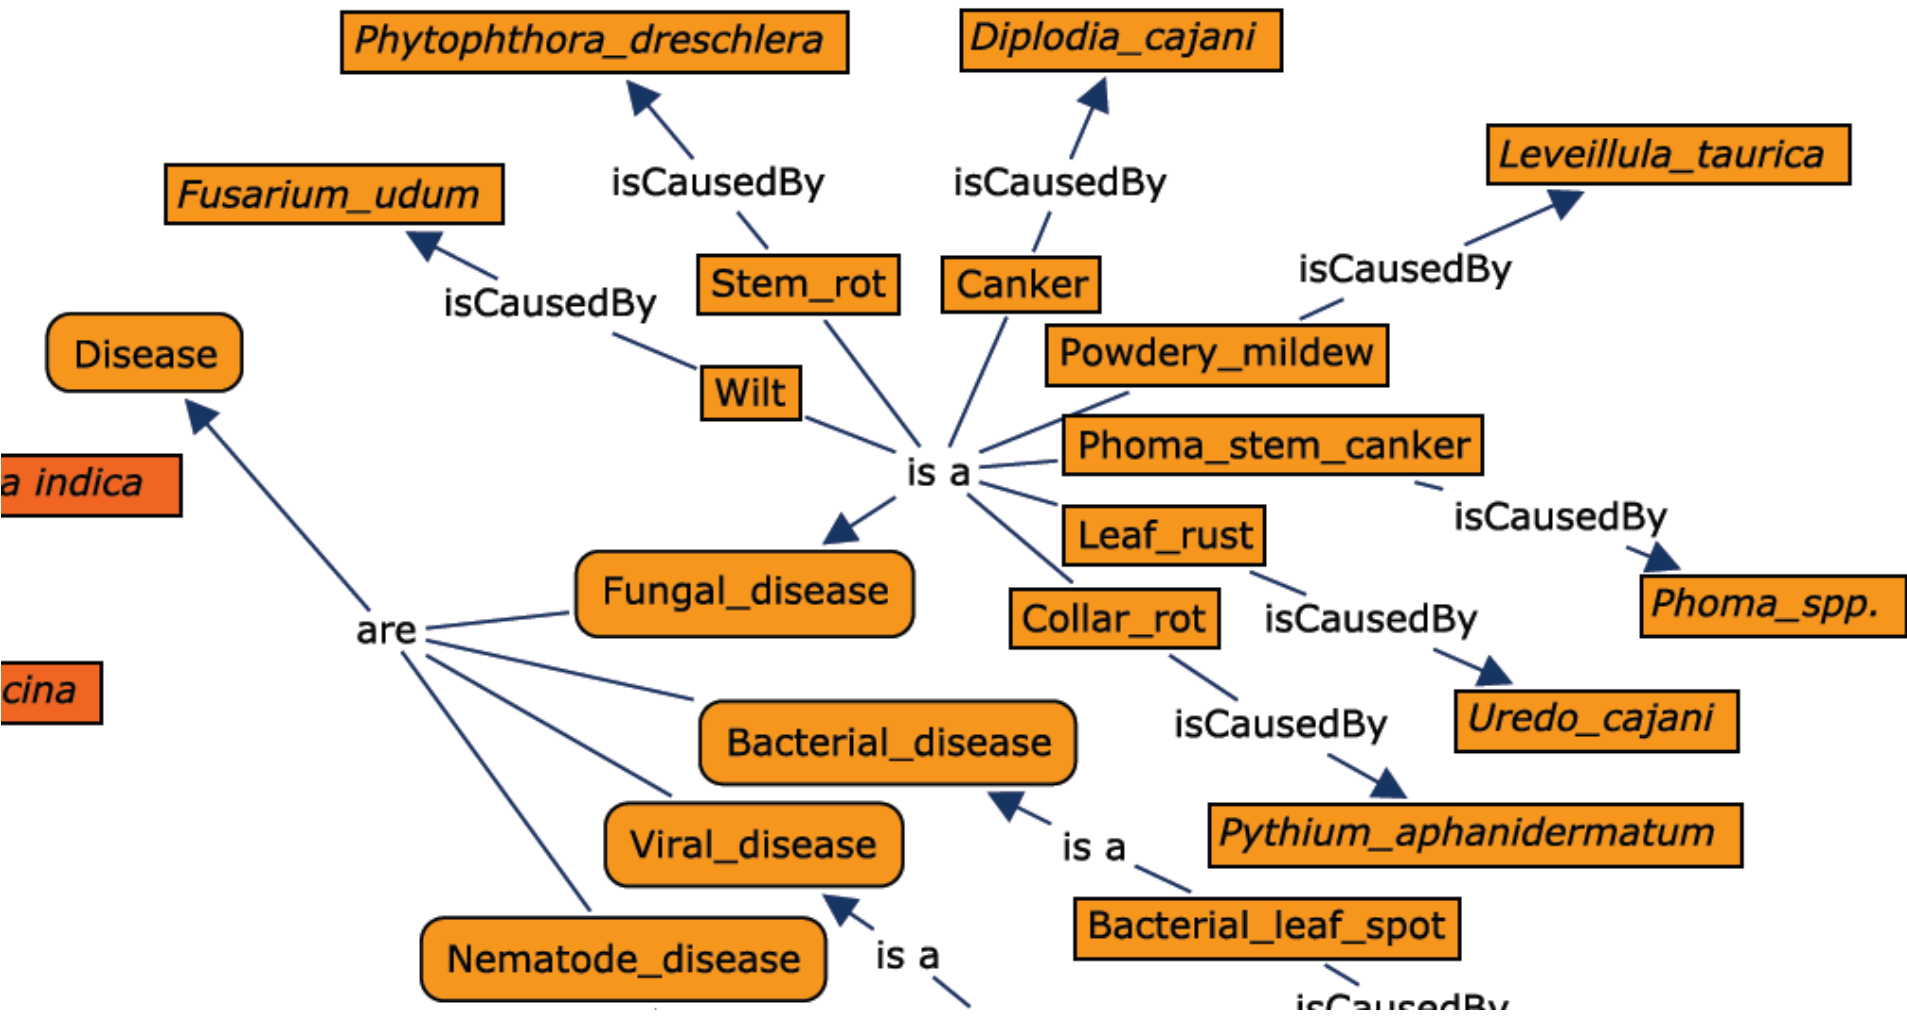 Phytophthora_dreschlera
Diplodia_cajani
Leveillula_taurica
Fusarium_udum
isCausedBy
isCausedBy
isCausedBy
isCausedBy
Stem_rot
Canker
Disease
Powdery_mildew
Wilt
Phoma_stem_canker
is a
a indica
isCausedBy
Leaf_rust
Fungal_disease
Phoma_spp.
Collar_rot
isCausedBy
are
cina
Uredo_cajani
isCausedBy
Bacterial_disease
Pythium_aphanidermatum
Viral_disease
is a
Bacterial_leaf_spot
Nematode_disease
is a
isCausedBy